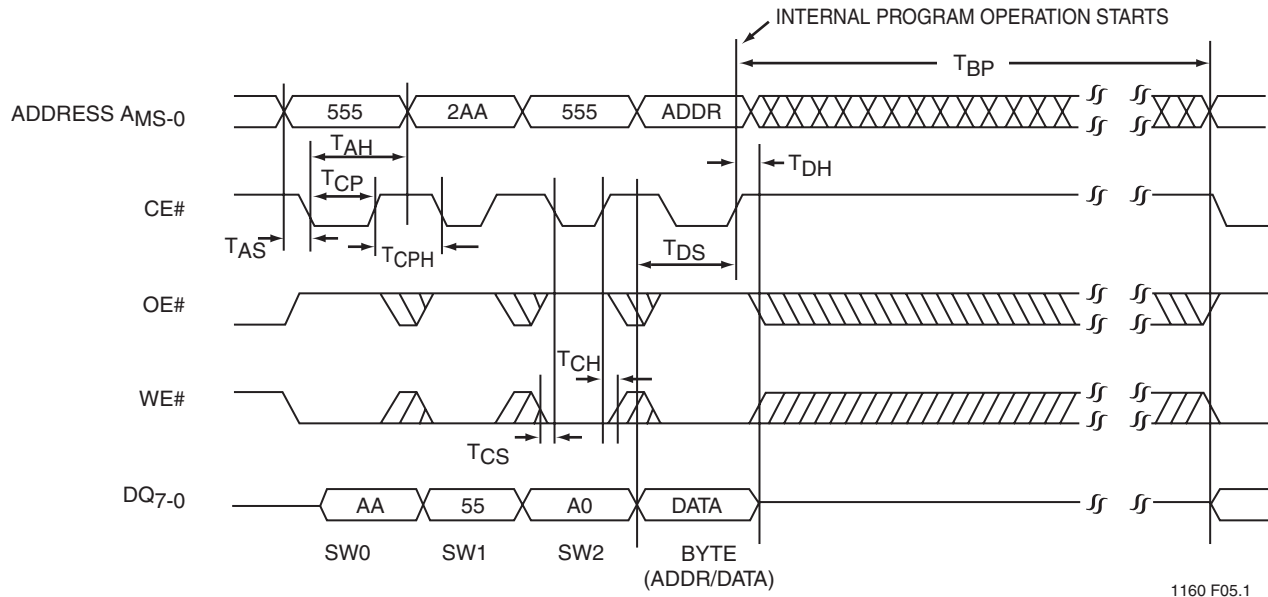 INTERNAL PROGRAM OPERATION STARTS
TBP
ADDRESS AMS-0
555
2AA
555
ADDR
TAH
TDH
TCP
CE#
TAS
TCPH
TDS
OE#
TCH
WE#
TCS
DQ7-0
AA
55
A0
DATA
SW0
SW1
SW2
BYTE
(ADDR/DATA)
1160 F05.1